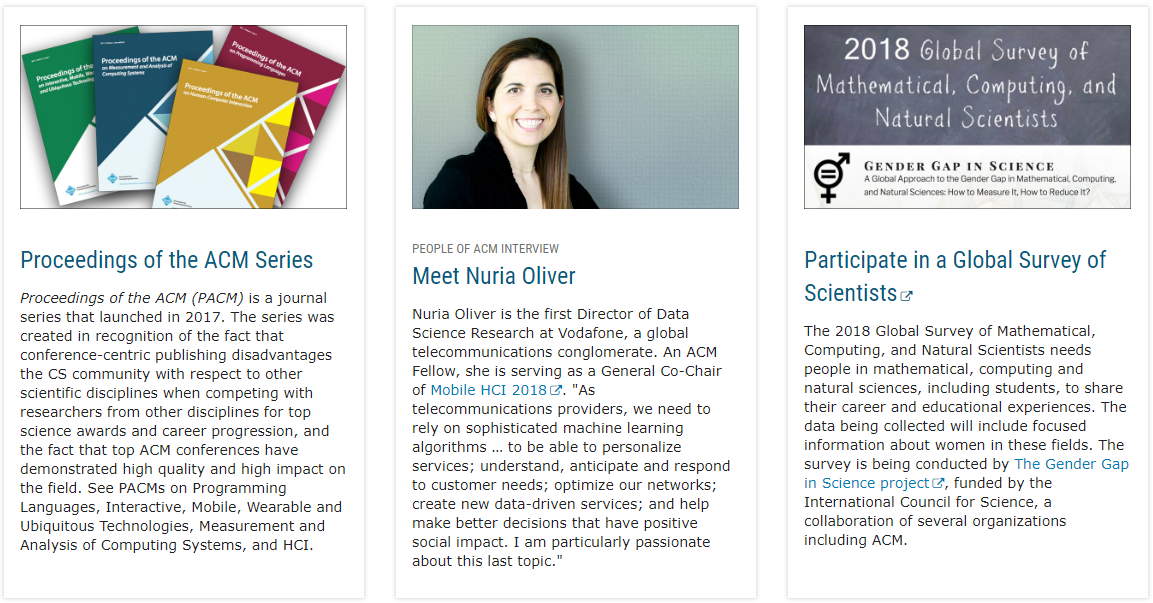 Proceedings of the ACM
on Interactive, Mobile, Wea
and Ubiquitous Technolog
Proceedings of the ACM
on Measurement and Analysis of
Computing Systems
Proceedings of the ACM
on Human-Computer Interaction
Proceedings of the ACM
on Programming Languages
Proceedings of the ACM Series
Proceedings of the ACM (PACM) is a journal
series that launched in 2017. The series was
created in recognition of the fact that
conference-centric publishing disadvantages
the CS community with respect to other
scientific disciplines when competing with
researchers from other disciplines for top
science awards and career progression, and
the fact that top ACM conferences have
demonstrated high quality and high impact on
the field. See PACMs on Programming
Languages, Interactive, Mobile, Wearable and
Ubiquitous Technologies, Measurement and
Analysis of Computing Systems, and HCI.
PEOPLE OF ACM INTERVIEW
Meet Nuria Oliver
Nuria Oliver is the first Director of Data
Science Research at Vodafone, a global
telecommunications conglomerate. An ACM
Fellow, she is serving as a General Co-Chair
of Mobile HCI 2018. "As
telecommunications providers, we need to
rely on sophisticated machine learning
algorithms ... to be able to personalize
services; understand, anticipate and respond
to customer needs; optimize our networks;
create new data-driven services; and help
make better decisions that have positive
social impact. I am particularly passionate
about this last topic."
2018 Global Survey of
Mathematical, Computing, and
Natural Scientists
GENDER GAP IN SCIENCE
A Global Approach to the Gender Gap in Mathematical, Computing,
and Natural Sciences: How to Measure It, How to Reduce It?
Participate in a Global Survey of
Scientists
The 2018 Global Survey of Mathematical,
Computing, and Natural Scientists needs
people in mathematical, computing and
natural sciences, including students, to share
their career and educational experiences. The
data being collected will include focused
information about women in these fields. The
survey is being conducted by The Gender Gap
in Science project, funded by the
International Council for Science, a
collaboration of several organizations
including ACM.